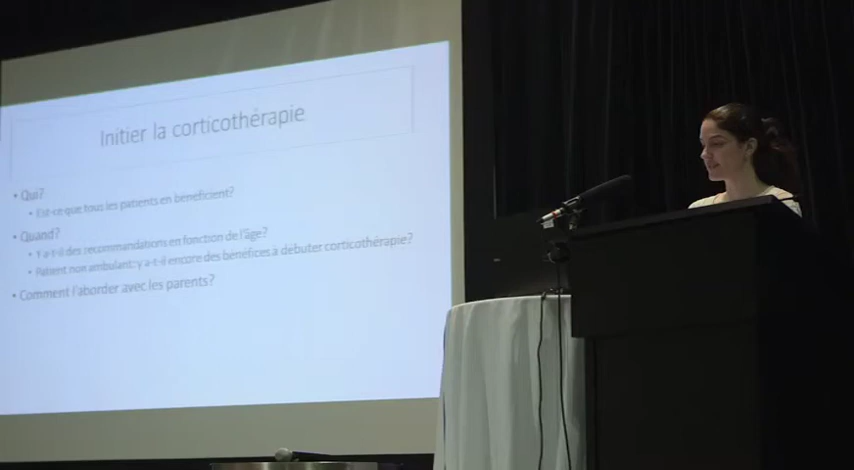 Initier la corticothérapie
• Qui?
• Est-ce que tous les patients en bénéficient?
• Quand?
• Y a-t-il des recommandations en fonction de l'âge?
• Patient non ambulant: y a-t-il encore des bénéfices à débuter corticothérapie?
• Comment l'aborder avec les parents?